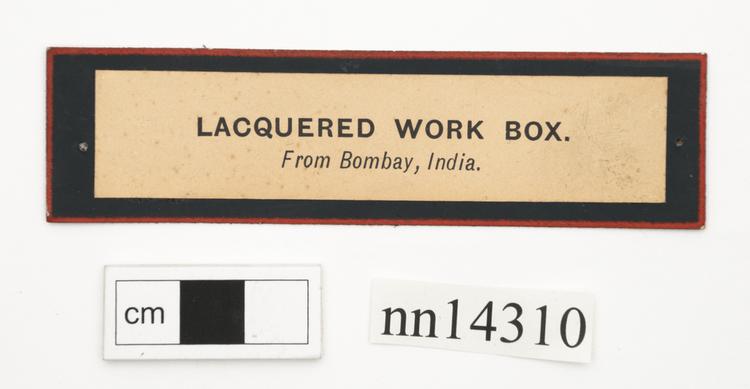 LACQUERED WORK BOX.
From Bombay, India.
cm
nn14310